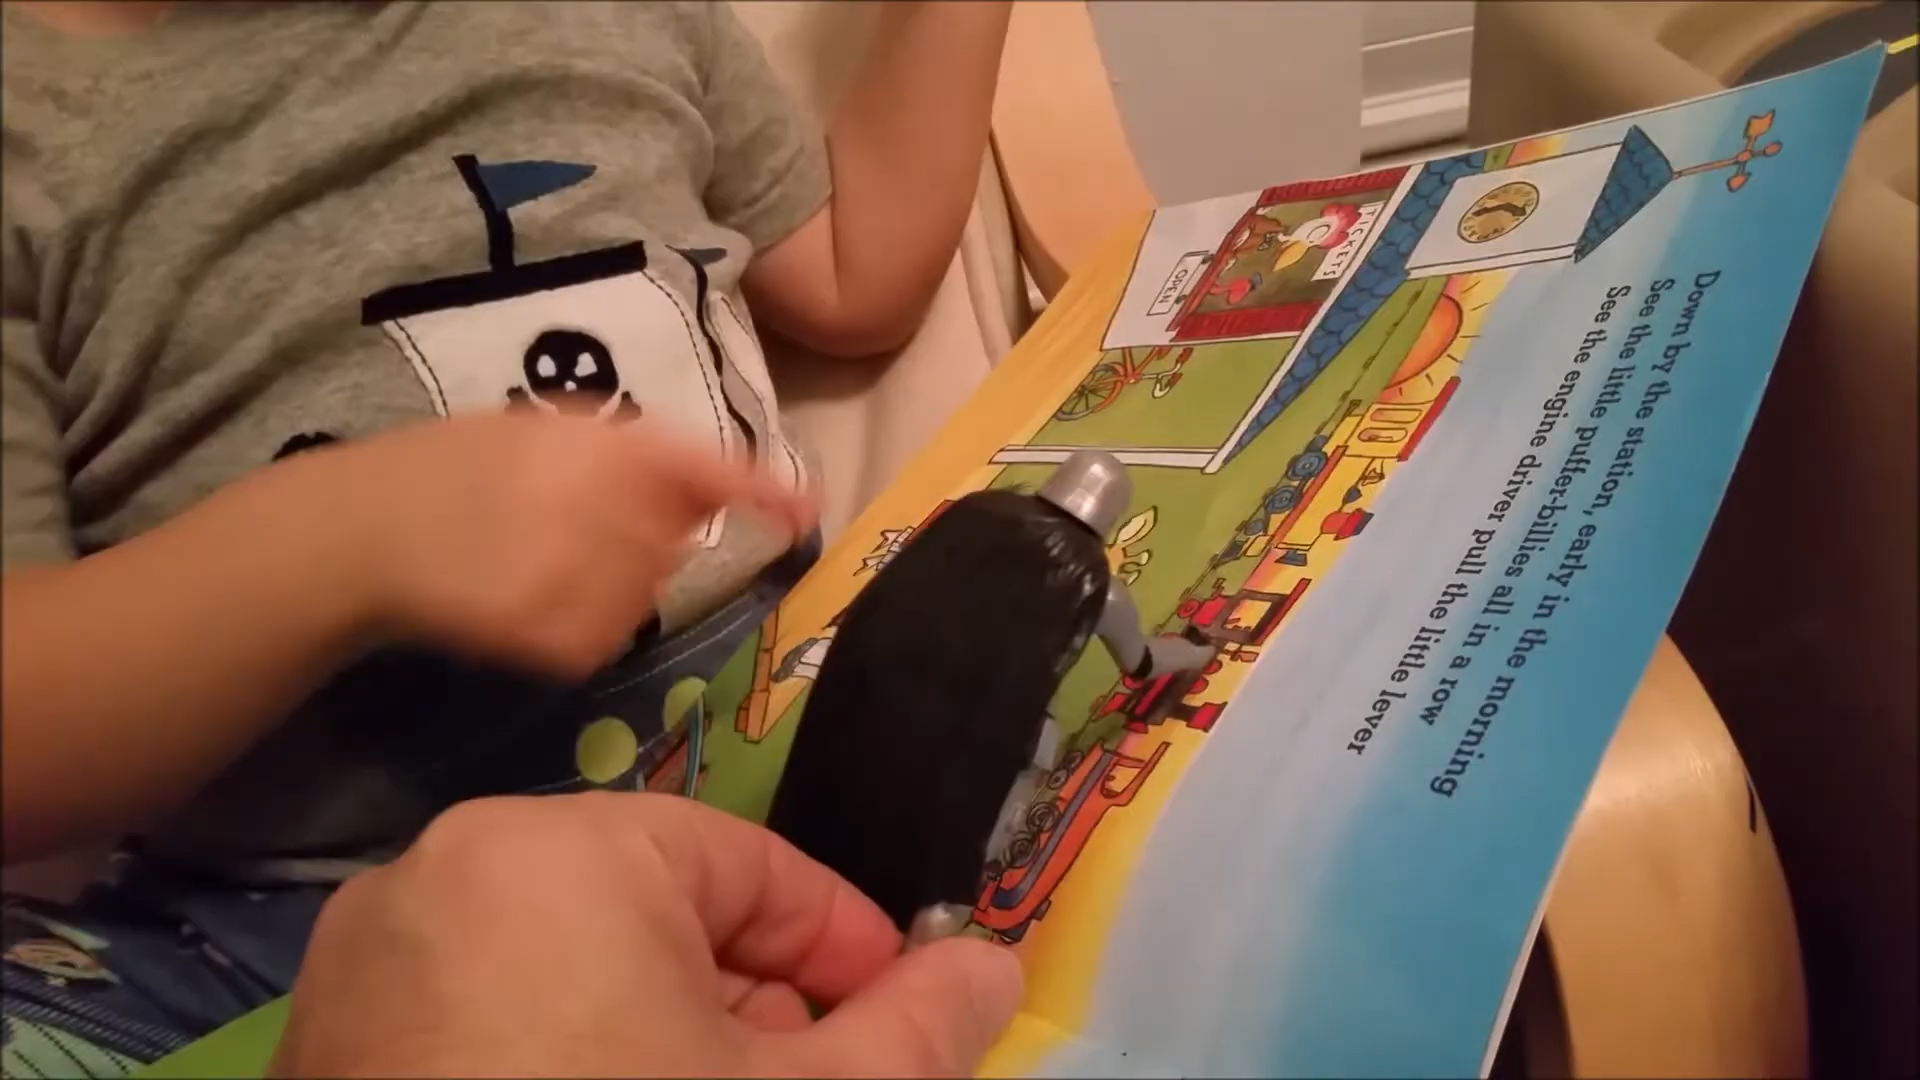 Down by the station, early in the morning
See the little puffer-billies all in a row
See the engine driver pull the little lever
TICKETS
OPEN